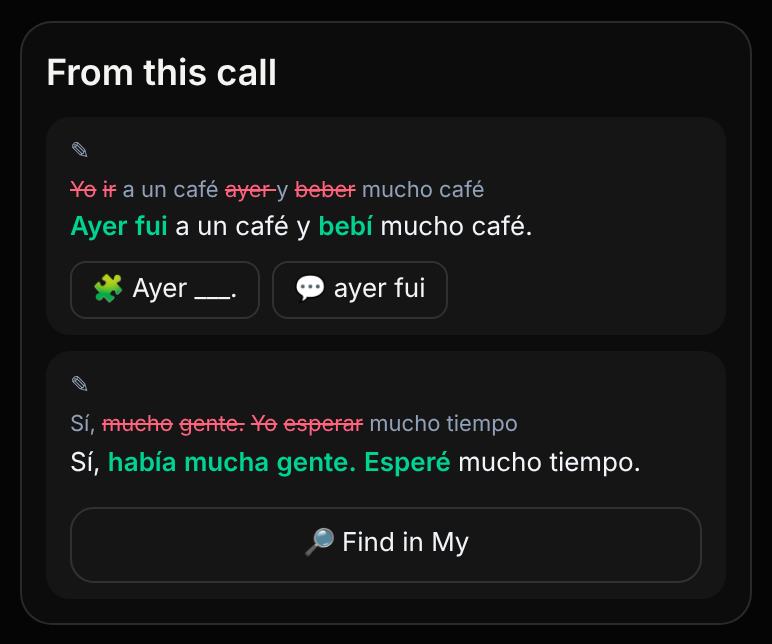 From this call
✎
Yo ir a un café ayer y beber mucho café
Ayer fui a un café y bebí mucho café.
🧩 Ayer ___.
💬 ayer fui
✎
Sí, mucho gente. Yo esperar mucho tiempo
Sí, había mucha gente. Esperé mucho tiempo.
🔎 Find in My